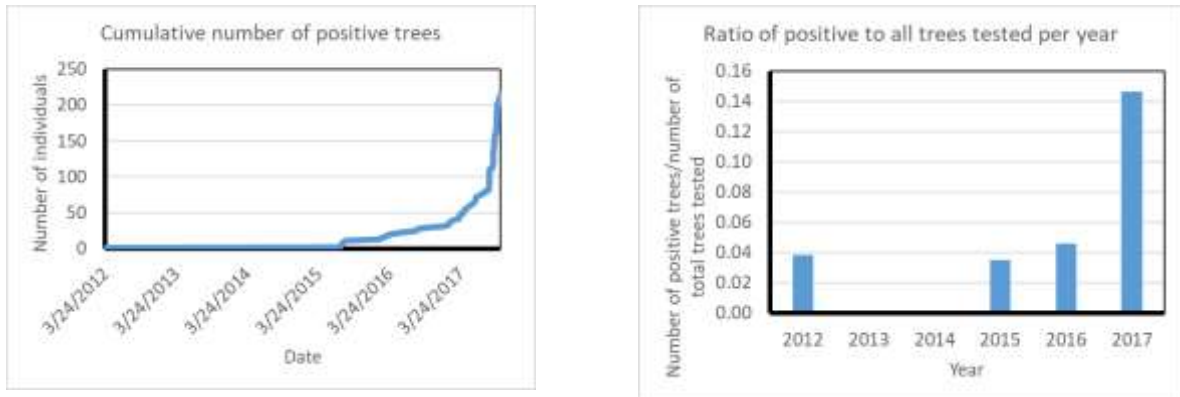 Cumulative number of positive trees
Number of individuals
250
200
150
100
50
0
3/24/2012
3/24/2013
3/24/2014
3/24/2015
3/24/2016
3/24/2017
Date
Ratio of positive to all trees tested per year
Number of positive trees/number of
total trees tested
0.16
0.14
0.12
0.10
0.08
0.06
0.04
0.02
0.00
2012 2013 2014 2015 2016 2017
Year